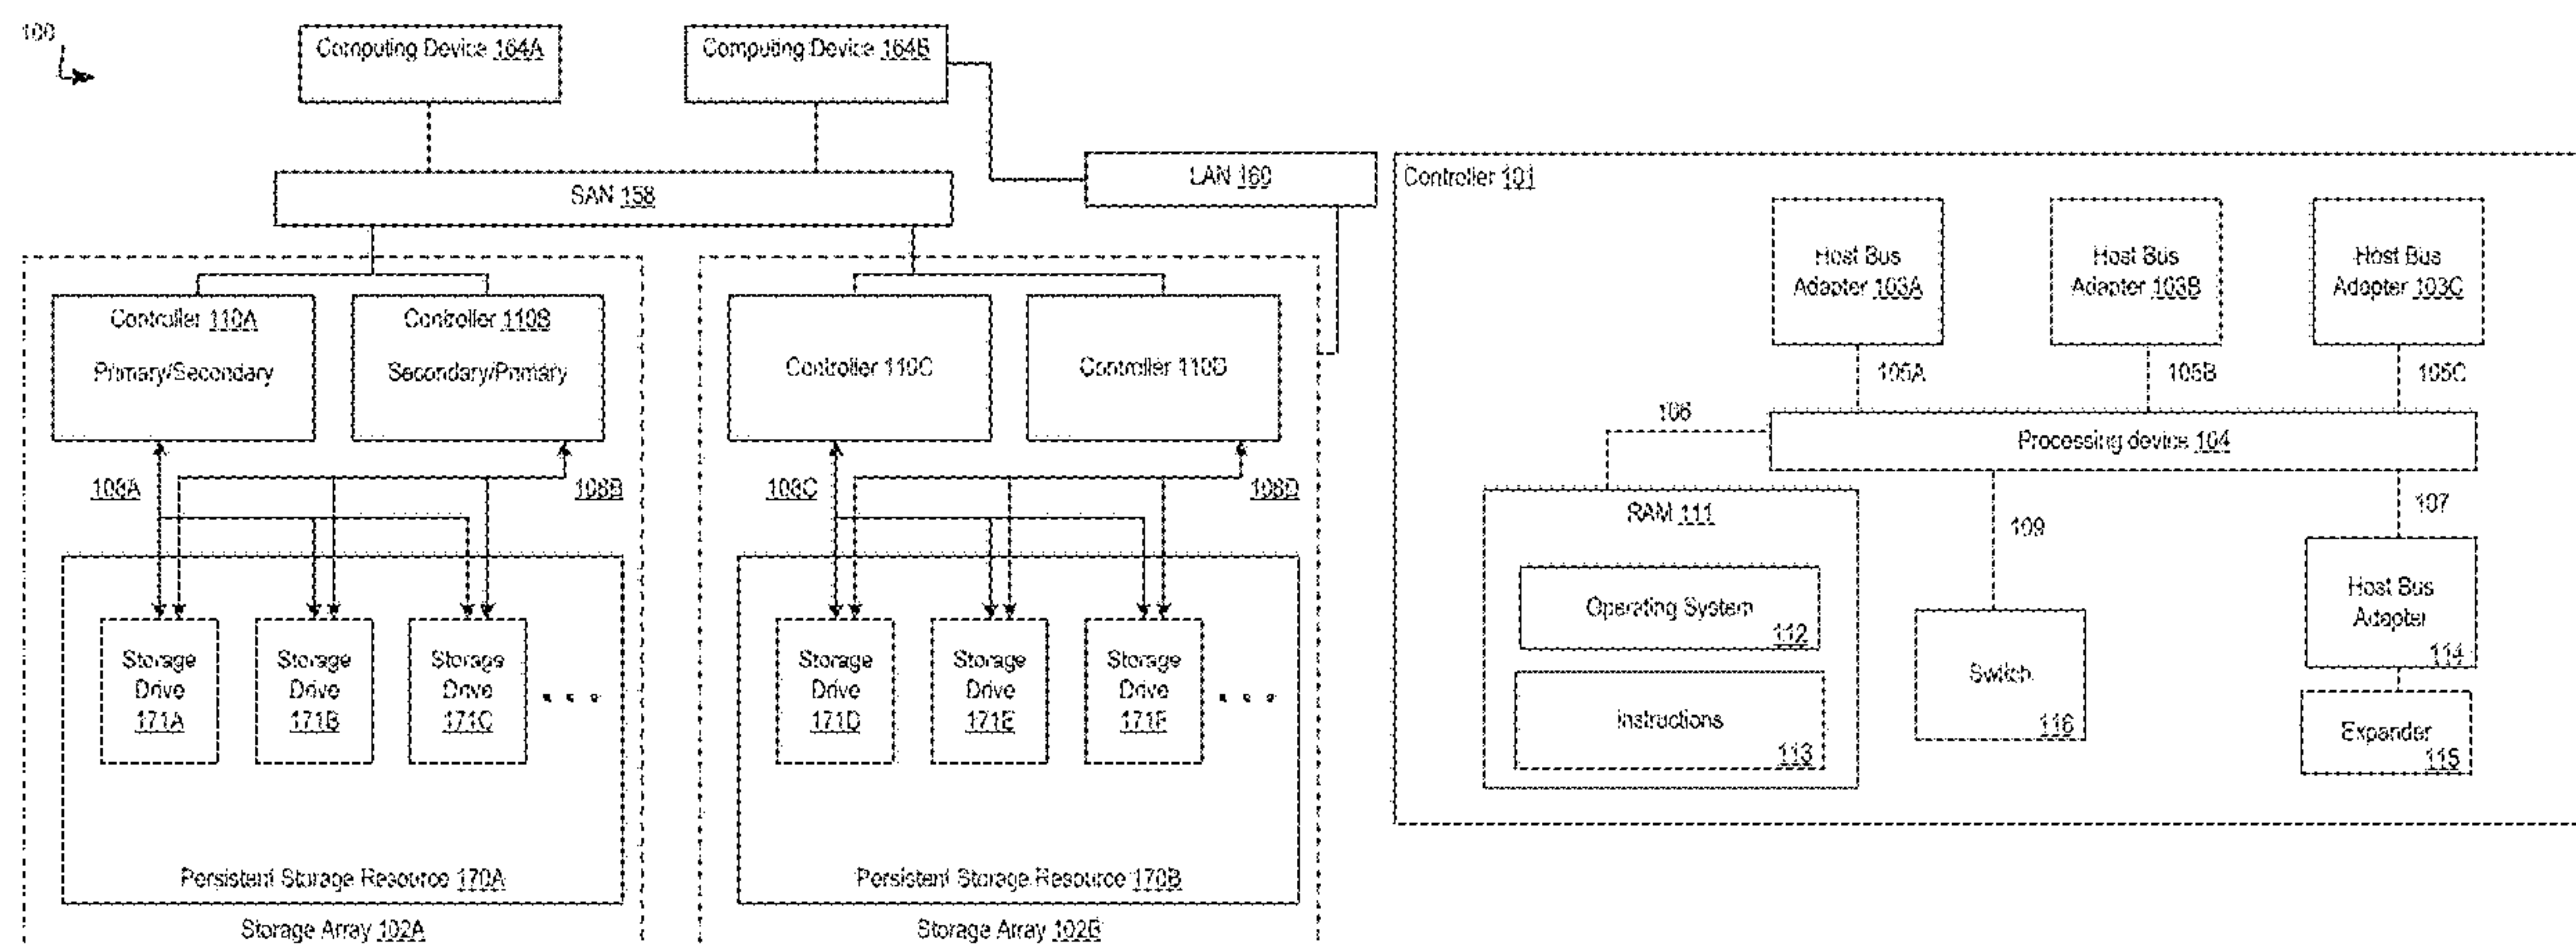 100
Computing Device 164A
Computing Device 164B
SAN 158
LAN 160
Controller 110A
Primary/Secondary
Controller 110B
Secondary/Primary
Controller 110C
Controller 110D
108A
108B
108C
108D
Storage
Drive
171A
Storage
Drive
171B
Storage
Drive
171C
...
Storage
Drive
171D
Storage
Drive
171E
Storage
Drive
171F
...
Persistent Storage Resource 170A
Persistent Storage Resource 170B
Storage Array 102A
Storage Array 102B
Controller 101
Host Bus
Adapter 103A
Host Bus
Adapter 103B
Host Bus
Adapter 103C
105A
105B
105C
106
Processing device 104
RAM 111
109
107
Operating System
112
Instructions
113
Switch
116
Host Bus
Adapter
114
Expander
115